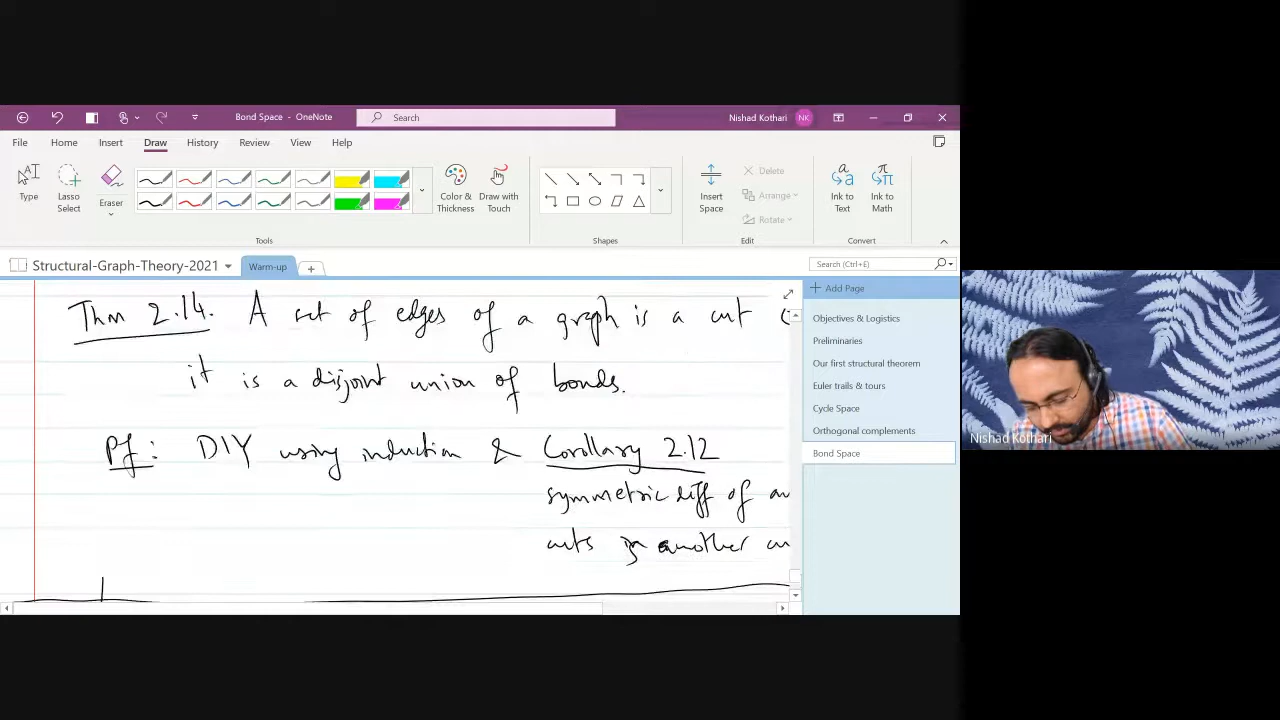 Bond Space - OneNote
Search
Nishad Kothari
NK
File
Home
Insert
Draw
History
Review
View
Help
Type
Lasso Select
Eraser
Color & Thickness
Draw with Touch
Insert Space
Delete
Arrange
Rotate
Ink to Text
Ink to Math
Tools
Shapes
Edit
Convert
Structural-Graph-Theory-2021
Warm-up
Search (Ctrl+E)
Thm 2.14. A set of edges of a graph is a cut
it is a disjoint union of bonds.
Pf: DIY using induction & Corollary 2.12
symmetric diff of
cuts is another
Add Page
Objectives & Logistics
Preliminaries
Our first structural theorem
Euler trails & tours
Cycle Space
Orthogonal complements
Bond Space
Nishad Kothari